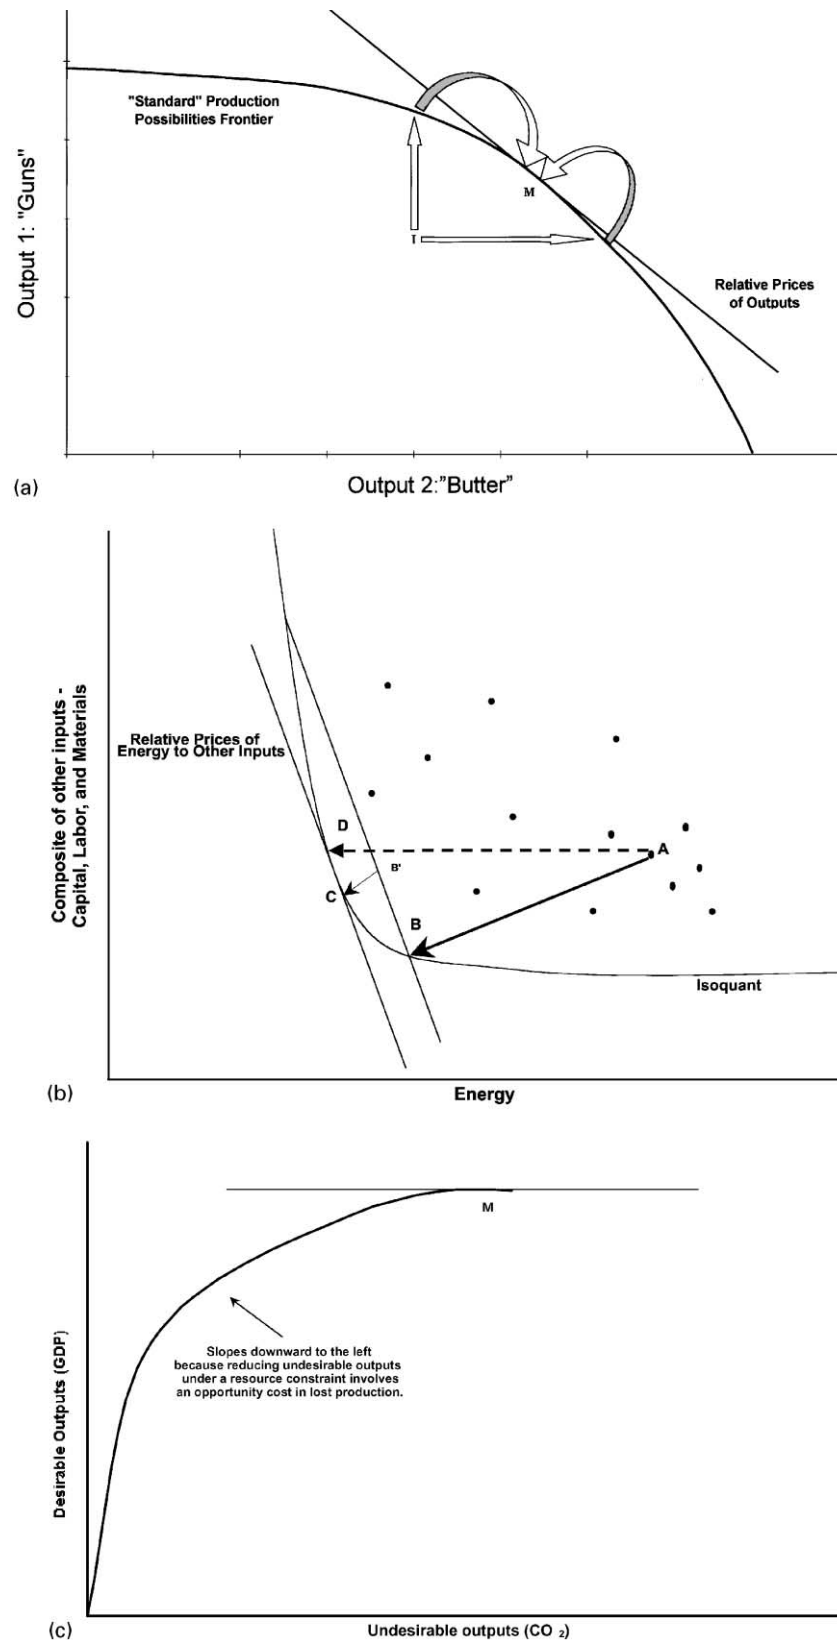 "Standard" Production
Possibilities Frontier
Output 1: "Guns"
M
I
Relative Prices
of Outputs
(a)
Output 2:"Butter"
Composite of other inputs -
Capital, Labor, and Materials
Relative Prices of
Energy to Other Inputs
D
A
B'
C
B
Isoquant
(b)
Energy
Desirable Outputs (GDP)
M
Slopes downward to the left
because reducing undesirable outputs
under a resource constraint involves
an opportunity cost in lost production.
(c)
Undesirable outputs (CO 2)